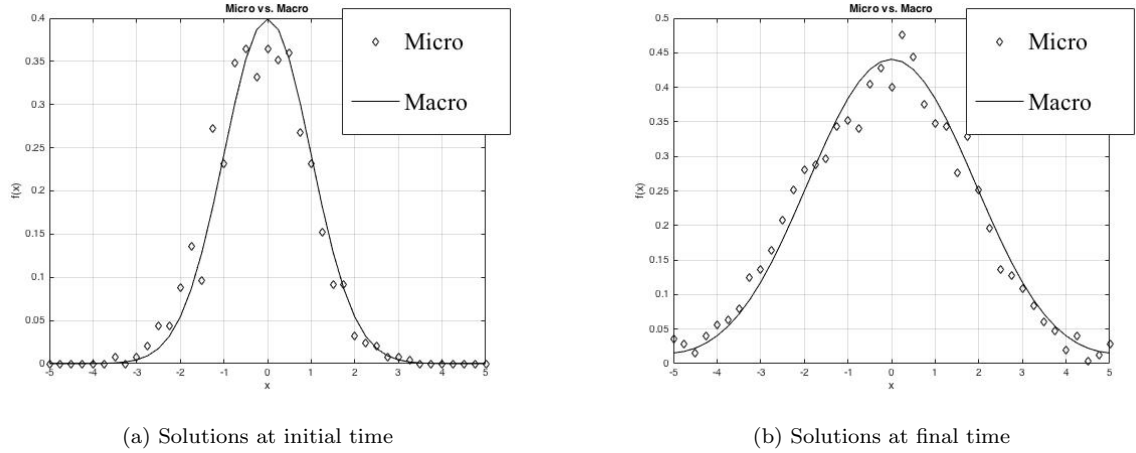 Micro vs. Macro
Micro
Macro
f(x)
0.4
0.35
0.3
0.25
0.2
0.15
0.1
0.05
0
-5 -4 -3 -2 -1 0 1 2 3 4 5
x
(a) Solutions at initial time
Micro vs. Macro
Micro
Macro
f(x)
0.5
0.45
0.4
0.35
0.3
0.25
0.2
0.15
0.1
0.05
0
-5 -4 -3 -2 -1 0 1 2 3 4 5
x
(b) Solutions at final time